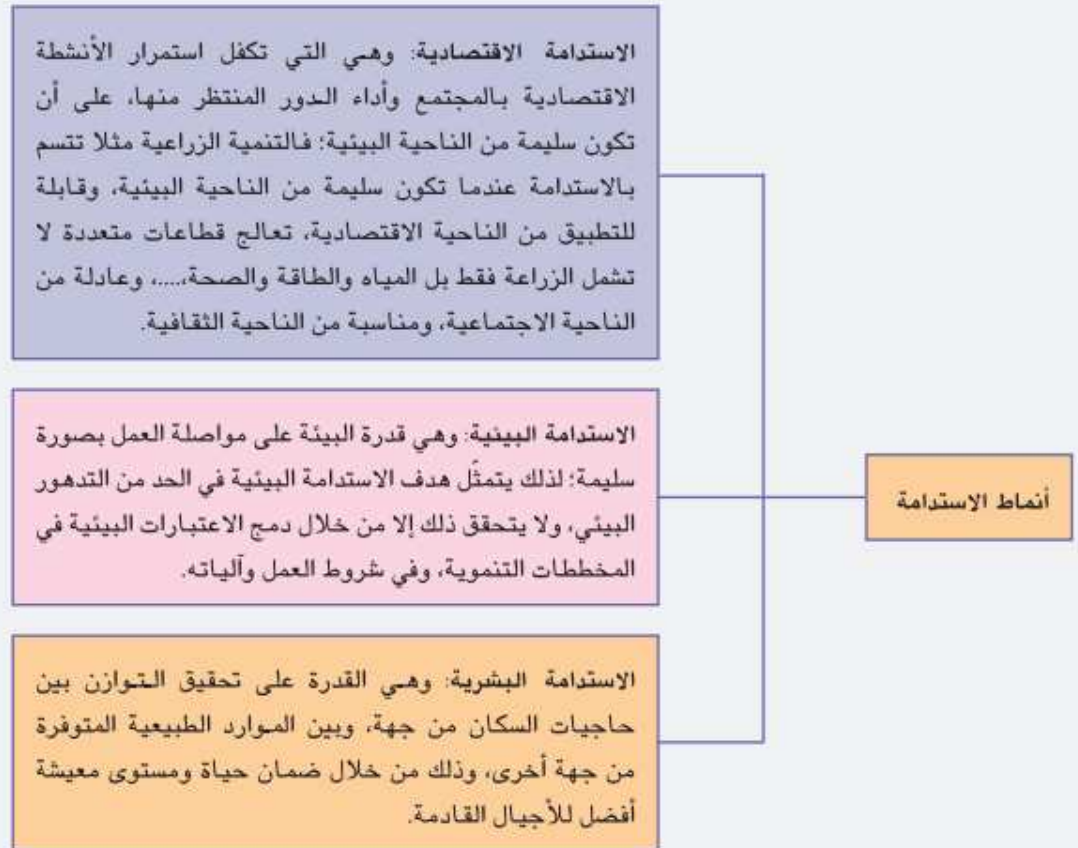 أنماط الاستدامة
الاستدامة الاقتصادية: وهي التي تكفل استمرار الأنشطة
الاقتصادية بالمجتمع وأداء الدور المنتظر منها، على أن
تكون سليمة من الناحية البيئية؛ فالتنمية الزراعية مثلا تتسم
بالاستدامة عندما تكون سليمة من الناحية البيئية، وقابلة
للتطبيق من الناحية الاقتصادية، تعالج قطاعات متعددة لا
تشمل الزراعة فقط بل المياه والطاقة والصحة،....، وعادلة من
الناحية الاجتماعية، ومناسبة من الناحية الثقافية.
الاستدامة البيئية: وهي قدرة البيئة على مواصلة العمل بصورة
سليمة؛ لذلك يتمثّل هدف الاستدامة البيئية في الحد من التدهور
البيئي، ولا يتحقق ذلك إلا من خلال دمج الاعتبارات البيئية في
المخططات التنموية، وفي شروط العمل وآلياته.
الاستدامة البشرية: وهي القدرة على تحقيق التوازن بين
حاجيات السكان من جهة، وبين الموارد الطبيعية المتوفرة
من جهة أخرى، وذلك من خلال ضمان حياة ومستوى معيشة
أفضل للأجيال القادمة.